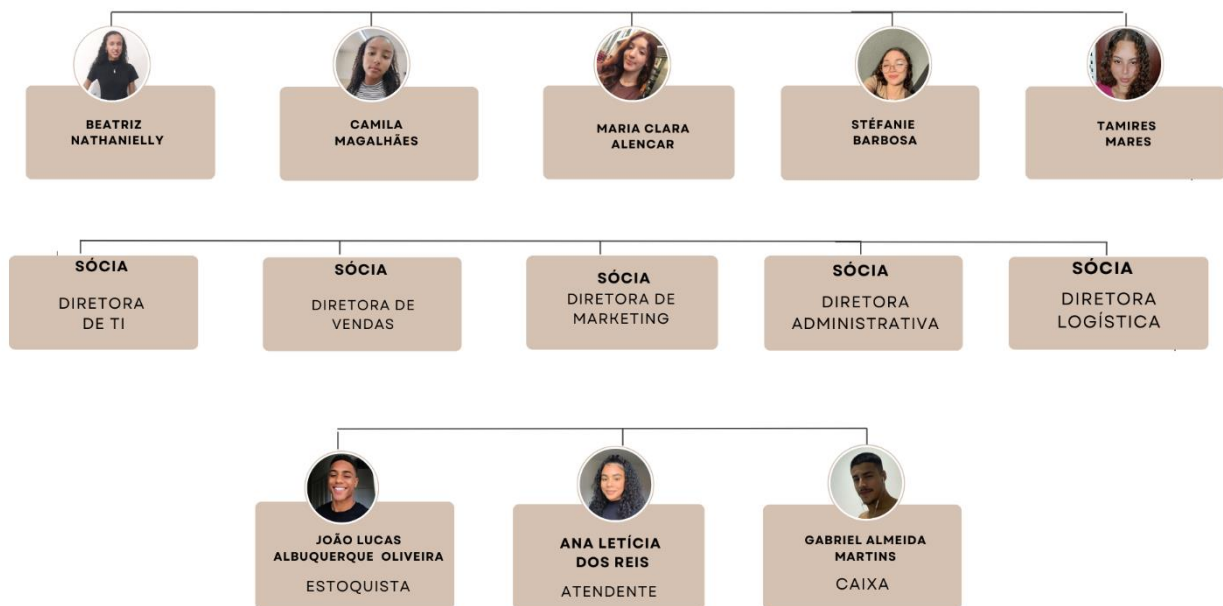 BEATRIZ
NATHANIELLY
CAMILA
MAGALHÃES
MARIA CLARA
ALENCAR
STÉFANIE
BARBOSA
TAMIRES
MARES
SÓCIA
DIRETORA
DE TI
SÓCIA
DIRETORA DE
VENDAS
SÓCIA
DIRETORA DE
MARKETING
SÓCIA
DIRETORA
ADMINISTRATIVA
SÓCIA
DIRETORA
LOGÍSTICA
JOÃO LUCAS
ALBUQUERQUE OLIVEIRA
ESTOQUISTA
ANA LETÍCIA
DOS REIS
ATENDENTE
GABRIEL ALMEIDA
MARTINS
CAIXA